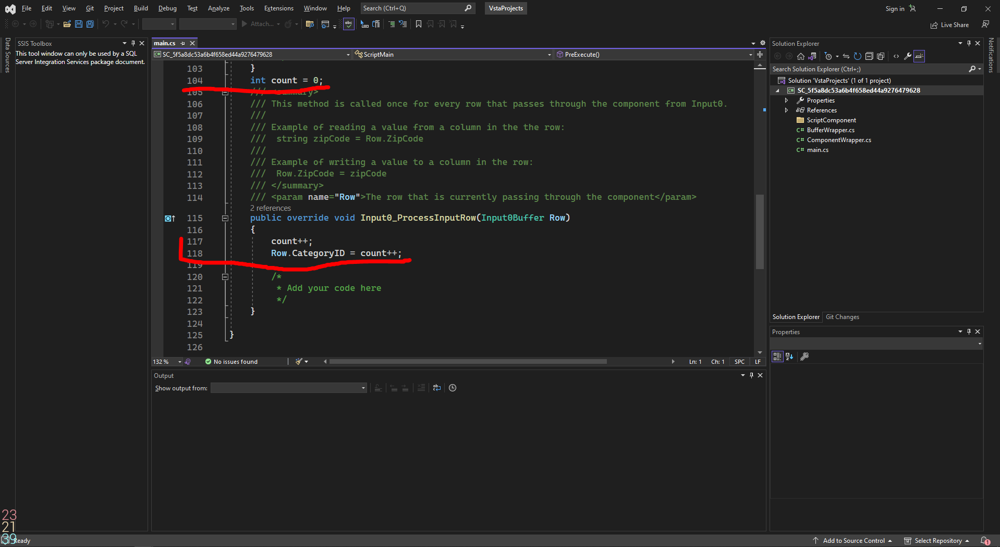 File Edit View Git Project Build Debug Test Analyze Tools Extensions Window Help Search (Ctrl+Q) VstaProjects Sign in
Attach... Live Share
Data Sources
SSIS Toolbox
This tool window can only be used by a SQL
Server Integration Services package document.
main.cs
SC_5f5a8dc53a6b4f658ed44a9276479628 ScriptMain PreExecute()
103 }
104 int count = 0;
105 /// <summary>
106 /// This method is called once for every row that passes through the component from Input0.
107 ///
108 /// Example of reading a value from a column in the the row:
109 /// string zipCode = Row.ZipCode
110 ///
111 /// Example of writing a value to a column in the row:
112 /// Row.ZipCode = zipCode
113 /// </summary>
114 /// <param name="Row">The row that is currently passing through the component</param>
2 references
115 public override void Input0_ProcessInputRow(Input0Buffer Row)
116 {
117 count++;
118 Row.CategoryID = count++;
119
120 /*
121 * Add your code here
122 */
123 }
124
125 }
126
132 % No issues found Ln: 1 Ch: 1 SPC LF
Output
Show output from:
Solution Explorer
Search Solution Explorer (Ctrl+;)
Solution 'VstaProjects' (1 of 1 project)
SC_5f5a8dc53a6b4f658ed44a9276479628
Properties
References
ScriptComponent
C# BufferWrapper.cs
C# ComponentWrapper.cs
C# main.cs
Solution Explorer Git Changes
Properties
Notifications
23
21
39
Ready Add to Source Control Select Repository 1